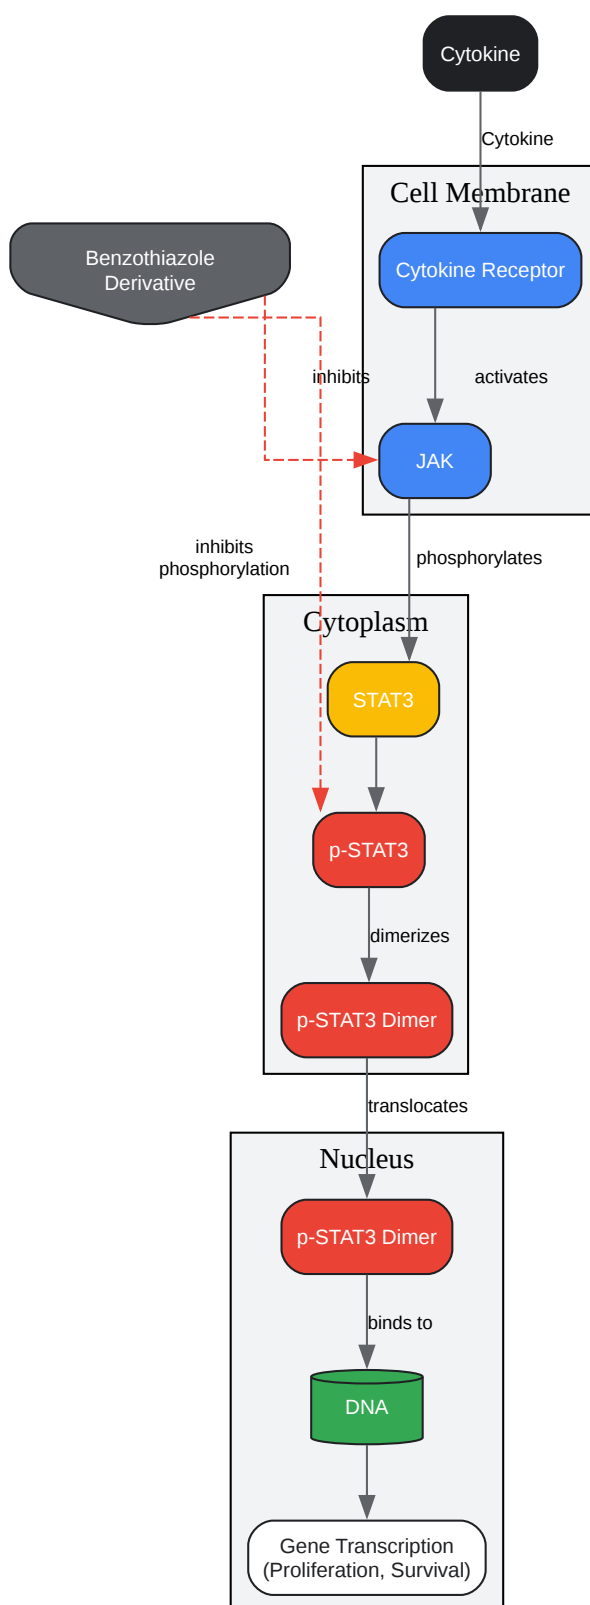 Cytokine
Cytokine
Cell Membrane
Benzothiazole
Derivative
Cytokine Receptor
inhibits
activates
JAK
inhibits
phosphorylation
phosphorylates
Cytoplasm
STAT3
p-STAT3
dimerizes
p-STAT3 Dimer
translocates
Nucleus
p-STAT3 Dimer
binds to
DNA
Gene Transcription
(Proliferation, Survival)